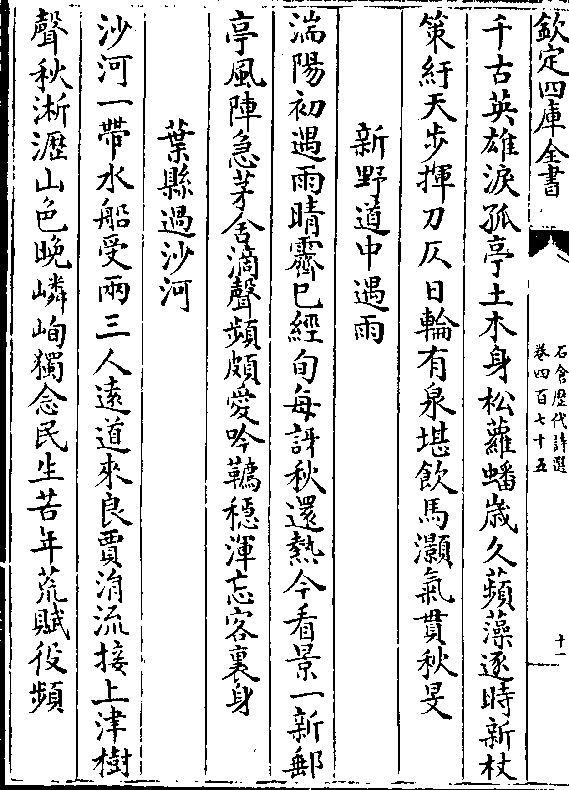 欽定四庫全書
石倉歷代詩選
卷四百七十五
十一
千古英雄淚孤亭土木身松蘿蟠歲久蘋藻逐時新杖
策紆天步揮刀仄日輪有泉堪飲馬灝氣貫秋旻
新野道中遇雨
湍陽初遇雨晴霽已經旬每訝秋還熱今看景一新郵
亭風陣急茅舍滴聲頻頗愛吟韉穩渾忘客裏身
葉縣過沙河
沙河一帶水船受兩三人遠道來良賈涓流接上津樹
聲秋淅瀝山色晚嶙峋獨念民生苦年荒賦役頻